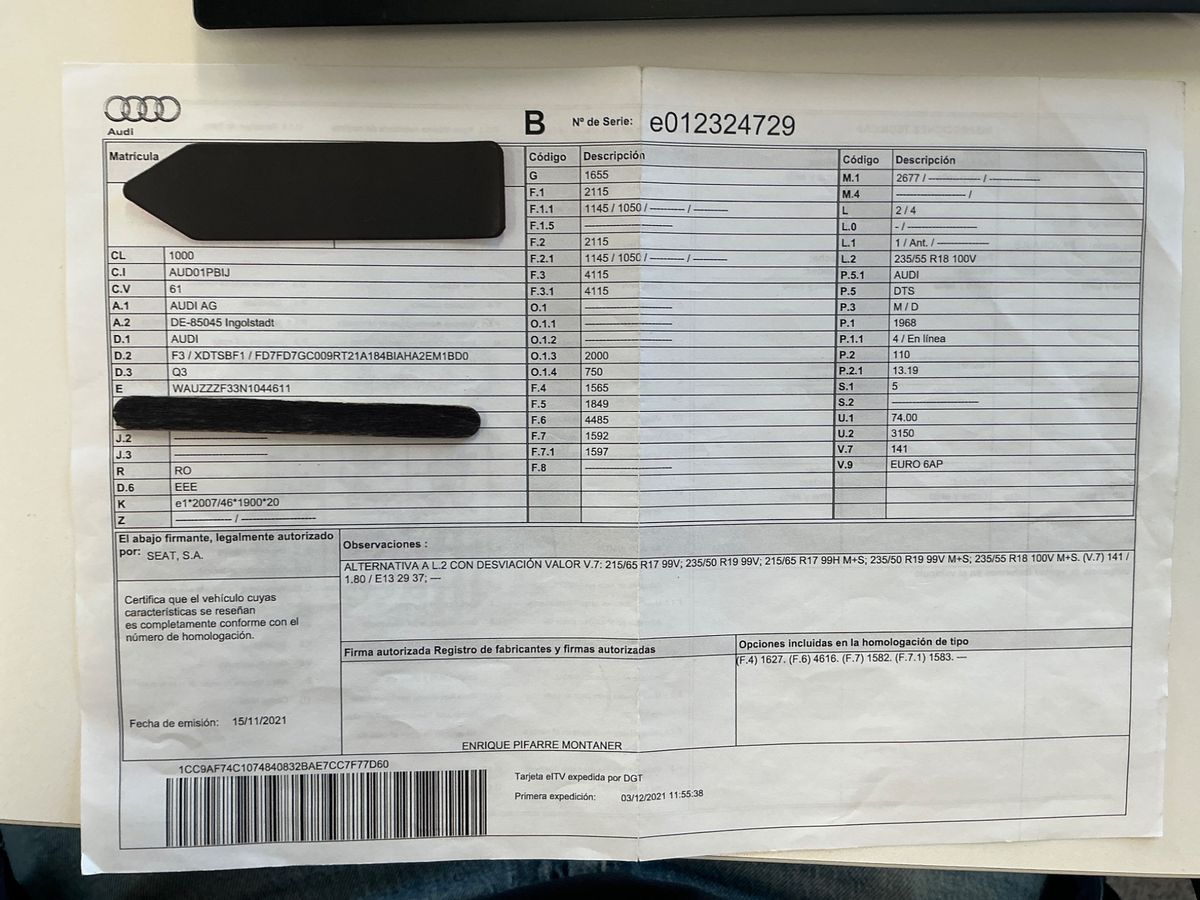 Audi
B Nº de Serie: e012324729
Matrícula
CL 1000
C.I AUD01PBIJ
C.V 61
A.1 AUDI AG
A.2 DE-85045 Ingolstadt
D.1 AUDI
D.2 F3 / XDTSBF1 / FD7FD7GC009RT21A184BIAHA2EM1BD0
D.3 Q3
E WAUZZZF33N1044611
J.2 ----------
J.3 ----------
R RO
D.6 EEE
K e1*2007/46*1900*20
Z ---------- / ----------
Código Descripción
G 1655
F.1 2115
F.1.1 1145 / 1050 / ---------- / ----------
F.1.5 ----------
F.2 2115
F.2.1 1145 / 1050 / ---------- / ----------
F.3 4115
F.3.1 4115
O.1 ----------
O.1.1 ----------
O.1.2 ----------
O.1.3 2000
O.1.4 750
F.4 1565
F.5 1849
F.6 4485
F.7 1592
F.7.1 1597
F.8 ----------
Código Descripción
M.1 2677 / ---------- / ----------
M.4 ---------- /
L 2 / 4
L.0 - / ----------
L.1 1 / Ant. / ----------
L.2 235/55 R18 100V
P.5.1 AUDI
P.5 DTS
P.3 M / D
P.1 1968
P.1.1 4 / En línea
P.2 110
P.2.1 13.19
S.1 5
S.2 ----------
U.1 74.00
U.2 3150
V.7 141
V.9 EURO 6AP
El abajo firmante, legalmente autorizado
por: SEAT, S.A.
Certifica que el vehículo cuyas
características se reseñan
es completamente conforme con el
número de homologación.
Fecha de emisión: 15/11/2021
Observaciones :
ALTERNATIVA A L.2 CON DESVIACIÓN VALOR V.7: 215/65 R17 99V; 235/50 R19 99V; 215/65 R17 99H M+S; 235/50 R19 99V M+S; 235/55 R18 100V M+S. (V.7) 141 /
1.80 / E13 29 37; ---
Firma autorizada Registro de fabricantes y firmas autorizadas
ENRIQUE PIFARRE MONTANER
Opciones incluidas en la homologación de tipo
(F.4) 1627. (F.6) 4616. (F.7) 1582. (F.7.1) 1583. ---
1CC9AF74C1074840832BAE7CC7F77D60
Tarjeta eITV expedida por DGT
Primera expedición: 03/12/2021 11:55:38